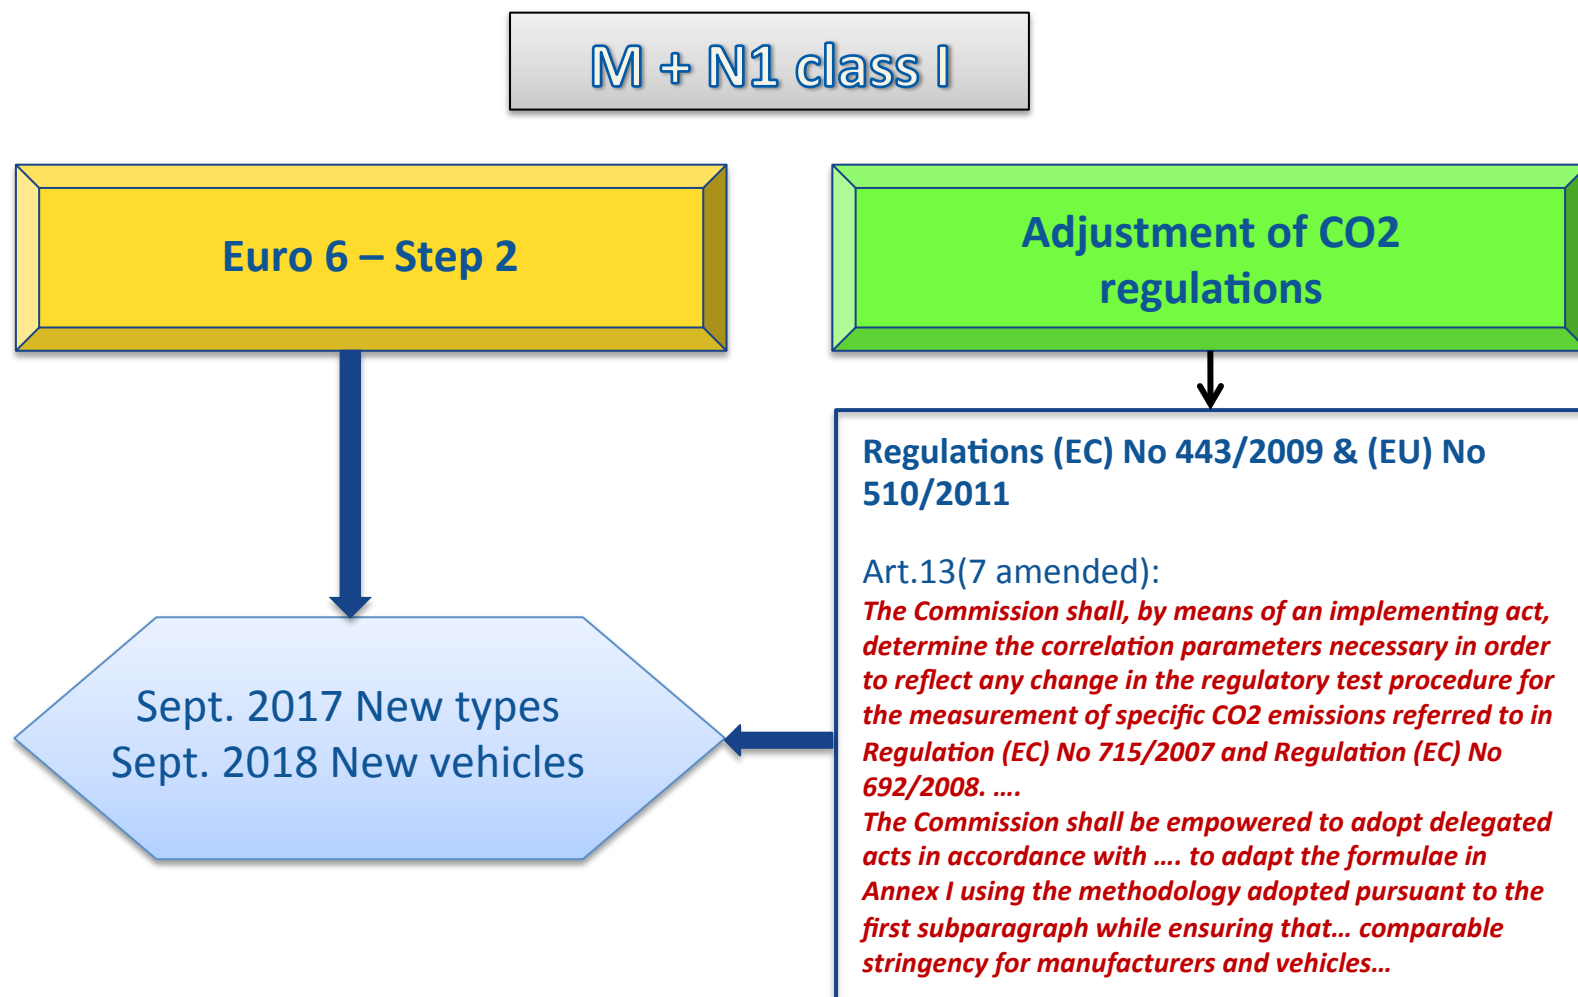 M + N1 class I
Euro 6 – Step 2
Adjustment of CO2
regulations
Regulations (EC) No 443/2009 & (EU) No
510/2011
Art.13(7 amended):
The Commission shall, by means of an implementing act,
determine the correlation parameters necessary in order
to reflect any change in the regulatory test procedure for
the measurement of specific CO2 emissions referred to in
Regulation (EC) No 715/2007 and Regulation (EC) No
692/2008. ….
The Commission shall be empowered to adopt delegated
acts in accordance with …. to adapt the formulae in
Annex I using the methodology adopted pursuant to the
first subparagraph while ensuring that… comparable
stringency for manufacturers and vehicles…
Sept. 2017 New types
Sept. 2018 New vehicles